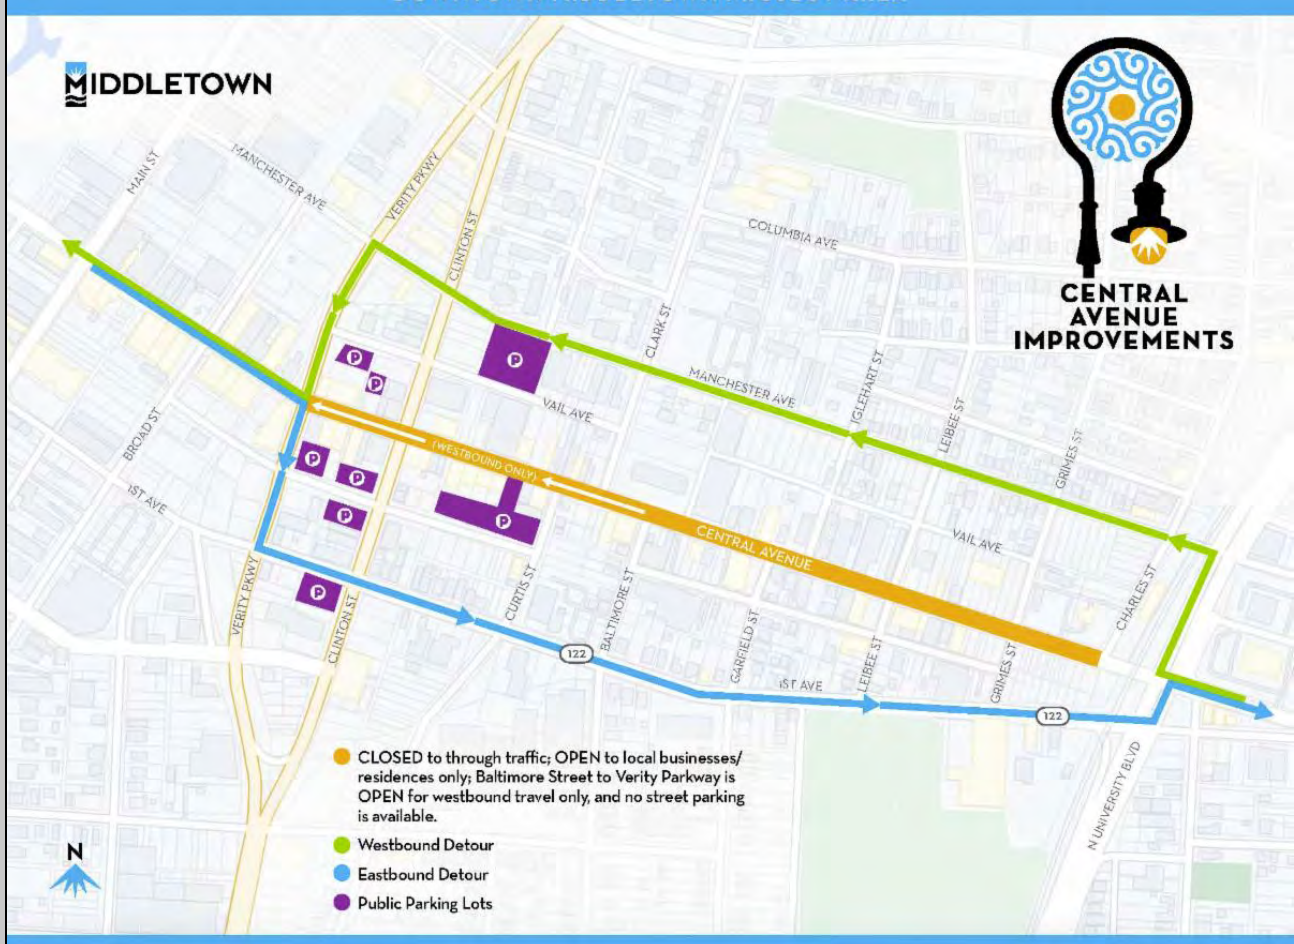 MIDDLETOWN
CENTRAL
AVENUE
IMPROVEMENTS
MAIN ST
MANCHESTER AVE
VERITY PKWY
CLINTON ST
COLUMBIA AVE
CLARK ST
MANCHESTER AVE
IGLEHART ST
LEIBEE ST
GRIMES ST
P
P
P
VAIL AVE
BROAD ST
1ST AVE
(WESTBOUND ONLY)
CENTRAL AVENUE
P
P
P
P
VAIL AVE
CHARLES ST
P
VERITY PKWY
CLINTON ST
CURTIS ST
BALTIMORE ST
122
GARFIELD ST
1ST AVE
LEIBEE ST
GRIMES ST
122
N UNIVERSITY BLVD
CLOSED to through traffic; OPEN to local businesses/
residences only; Baltimore Street to Verity Parkway is
OPEN for westbound travel only, and no street parking
is available.
Westbound Detour
Eastbound Detour
Public Parking Lots
N